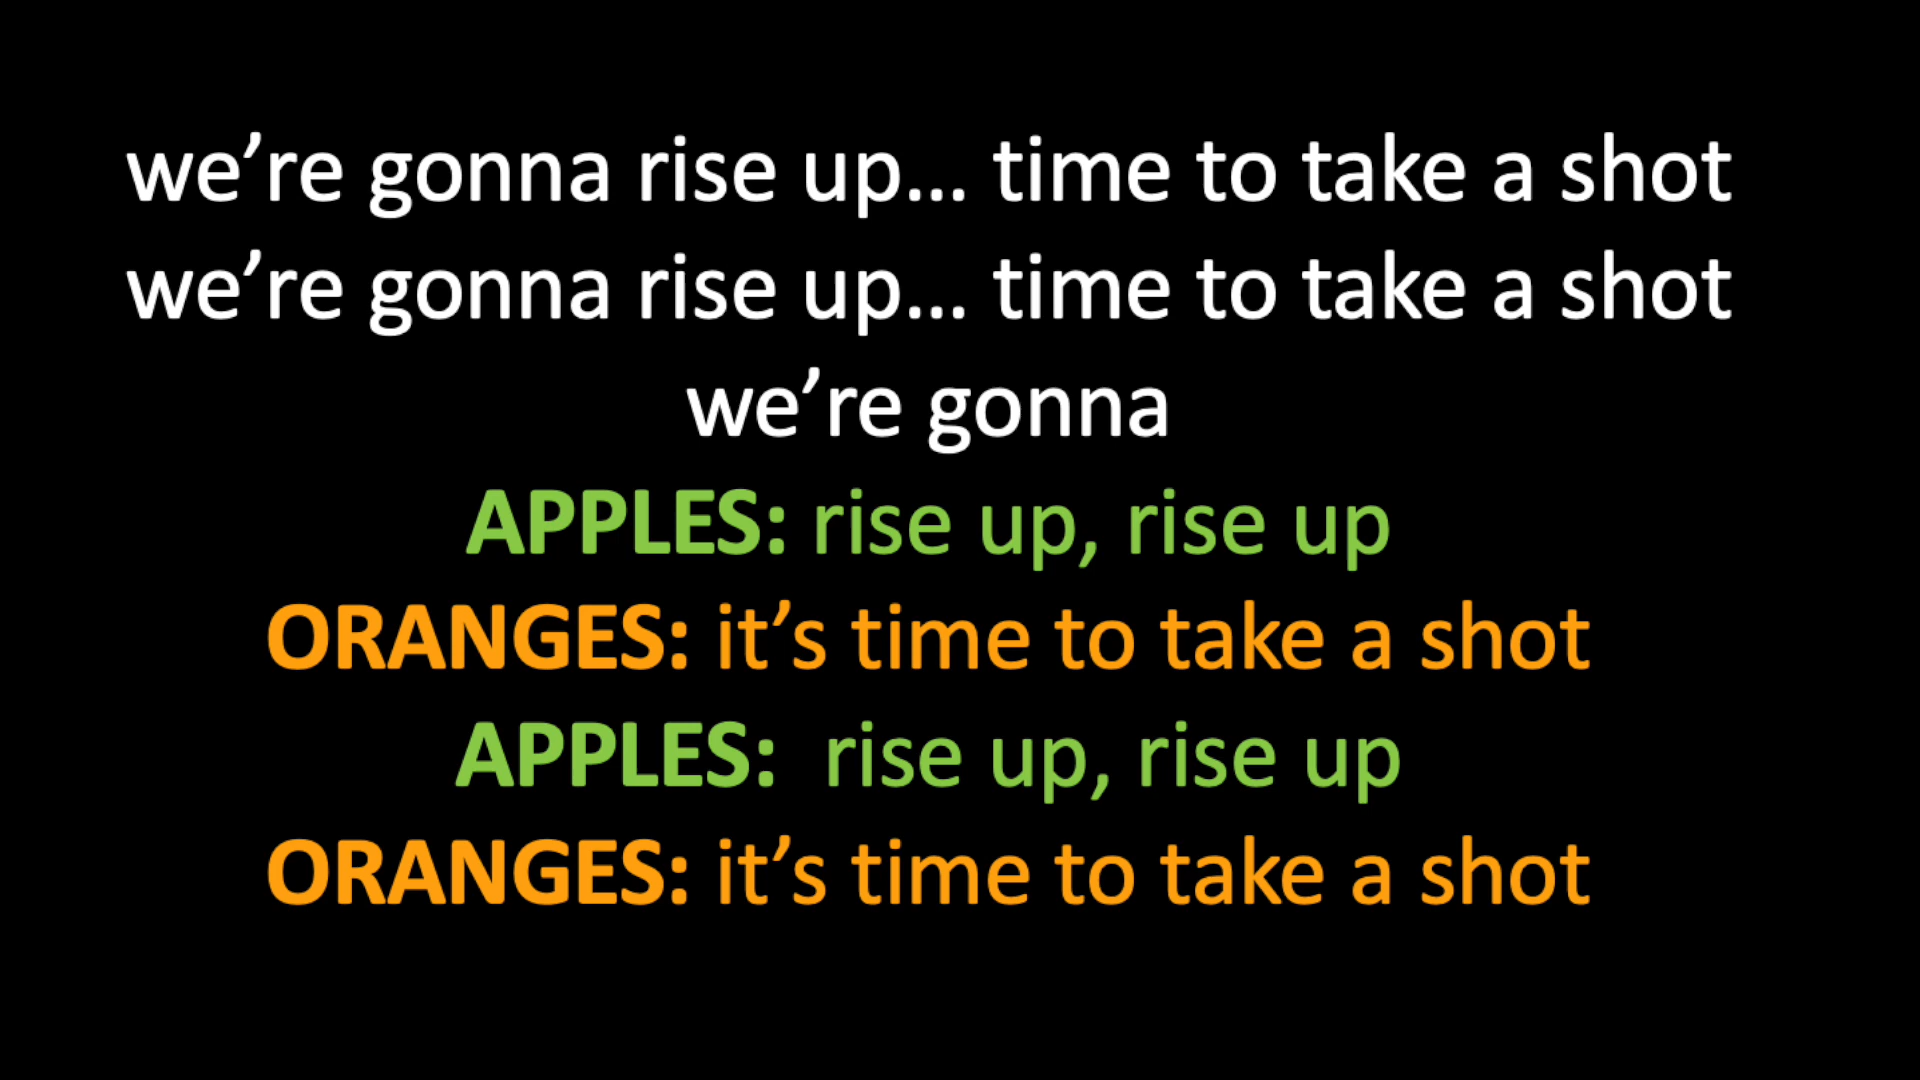 we’re gonna rise up... time to take a shot
we’re gonna rise up... time to take a shot
we’re gonna
APPLES: rise up, rise up
ORANGES: it’s time to take a shot
APPLES:  rise up, rise up
ORANGES: it’s time to take a shot